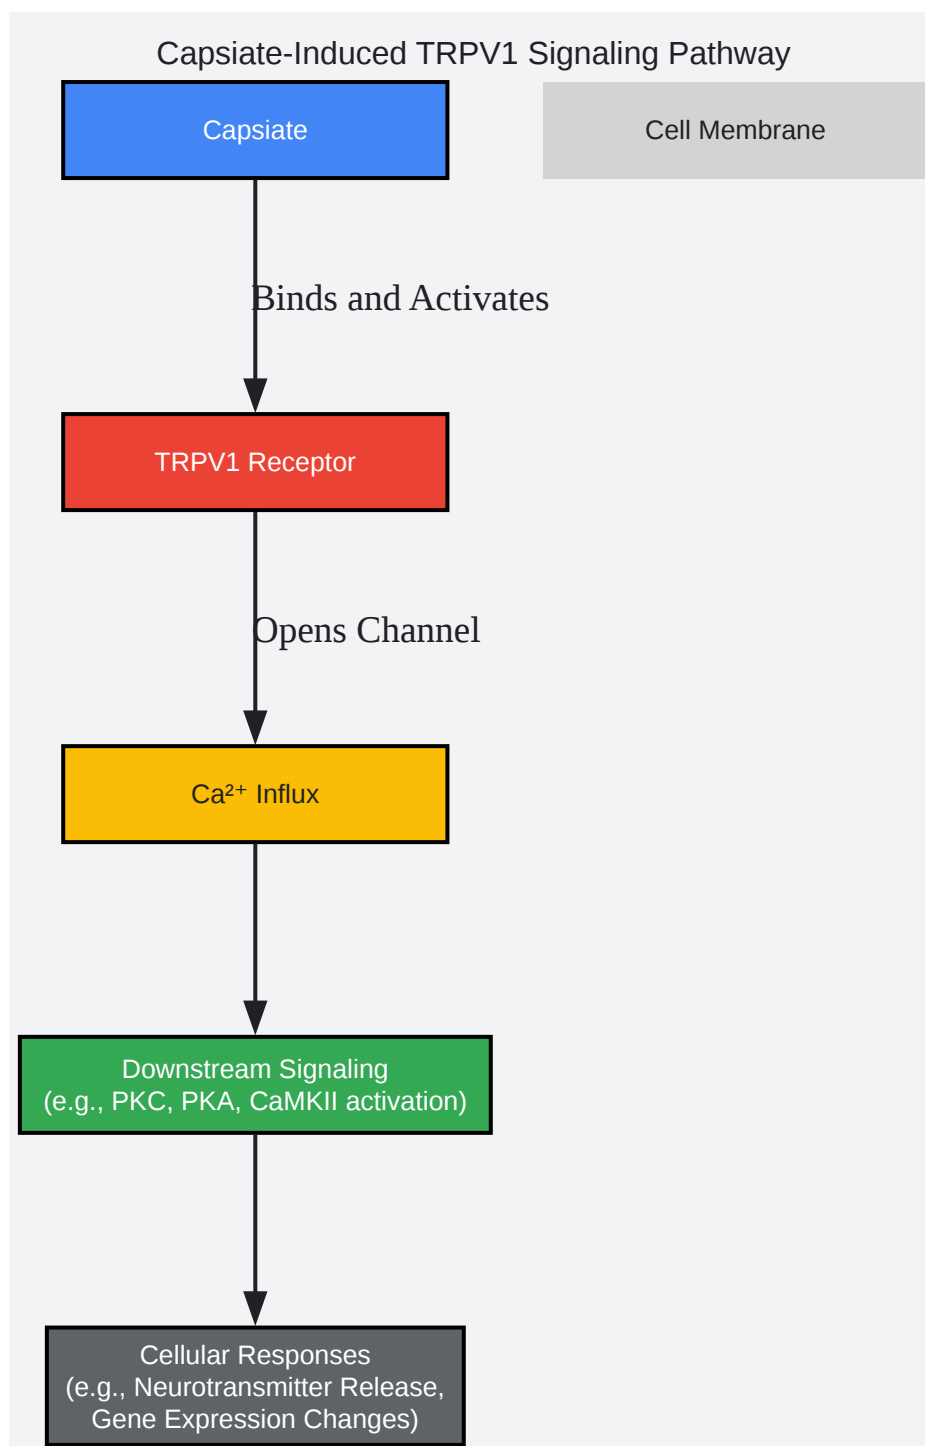 Capsiate-Induced TRPV1 Signaling Pathway
Capsiate
Cell Membrane
Binds and Activates
TRPV1 Receptor
Opens Channel
Ca²⁺ Influx
Downstream Signaling
(e.g., PKC, PKA, CaMKII activation)
Cellular Responses
(e.g., Neurotransmitter Release,
Gene Expression Changes)